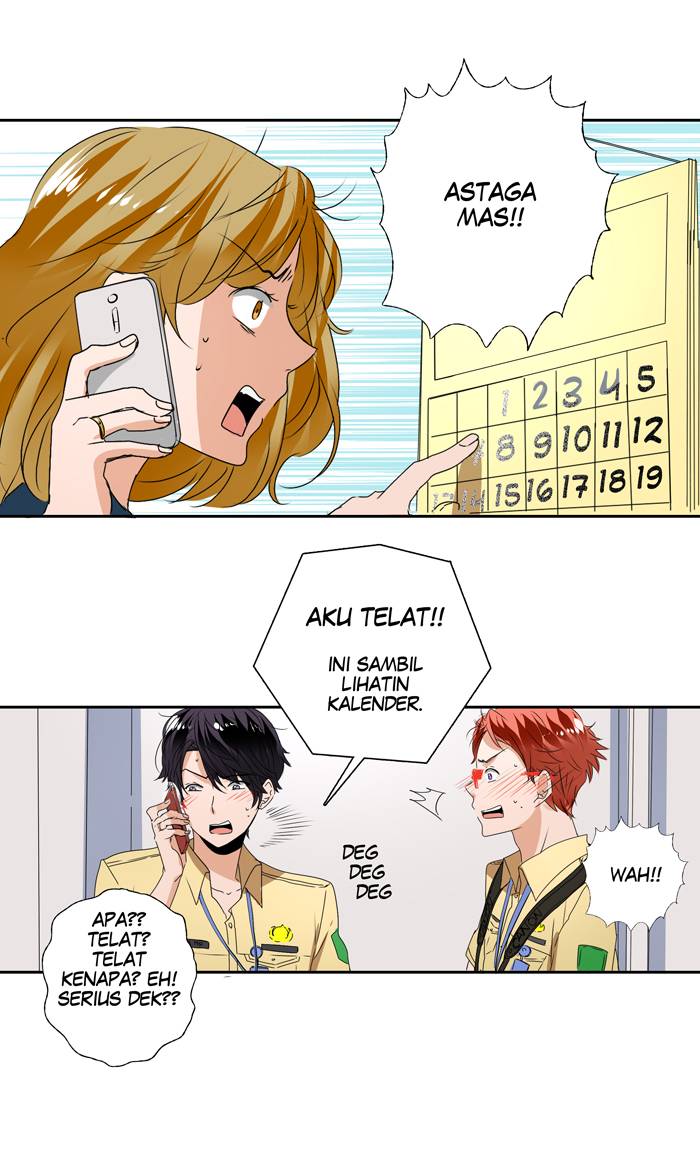 ASTAGA
MAS!!
1 2 3 4 5
8 9 10 11 12
15 16 17 18 19
AKU TELAT!!
INI SAMBIL
LIHATIN
KALENDER.
DEG
DEG
DEG
WAH!!
CANON
APA??
TELAT?
TELAT
KENAPA? EH!
SERIUS DEK??